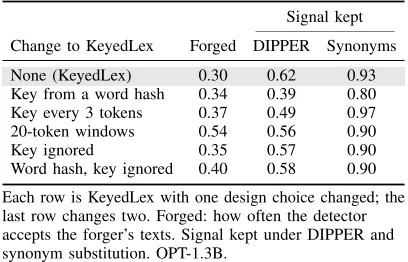 Signal kept
Change to KeyedLex Forged DIPPER Synonyms
None (KeyedLex) 0.30 0.62 0.93
Key from a word hash 0.34 0.39 0.80
Key every 3 tokens 0.37 0.49 0.97
20-token windows 0.54 0.56 0.90
Key ignored 0.35 0.57 0.90
Word hash, key ignored 0.40 0.58 0.90
Each row is KeyedLex with one design choice changed; the
last row changes two. Forged: how often the detector
accepts the forger's texts. Signal kept under DIPPER and
synonym substitution. OPT-1.3B.